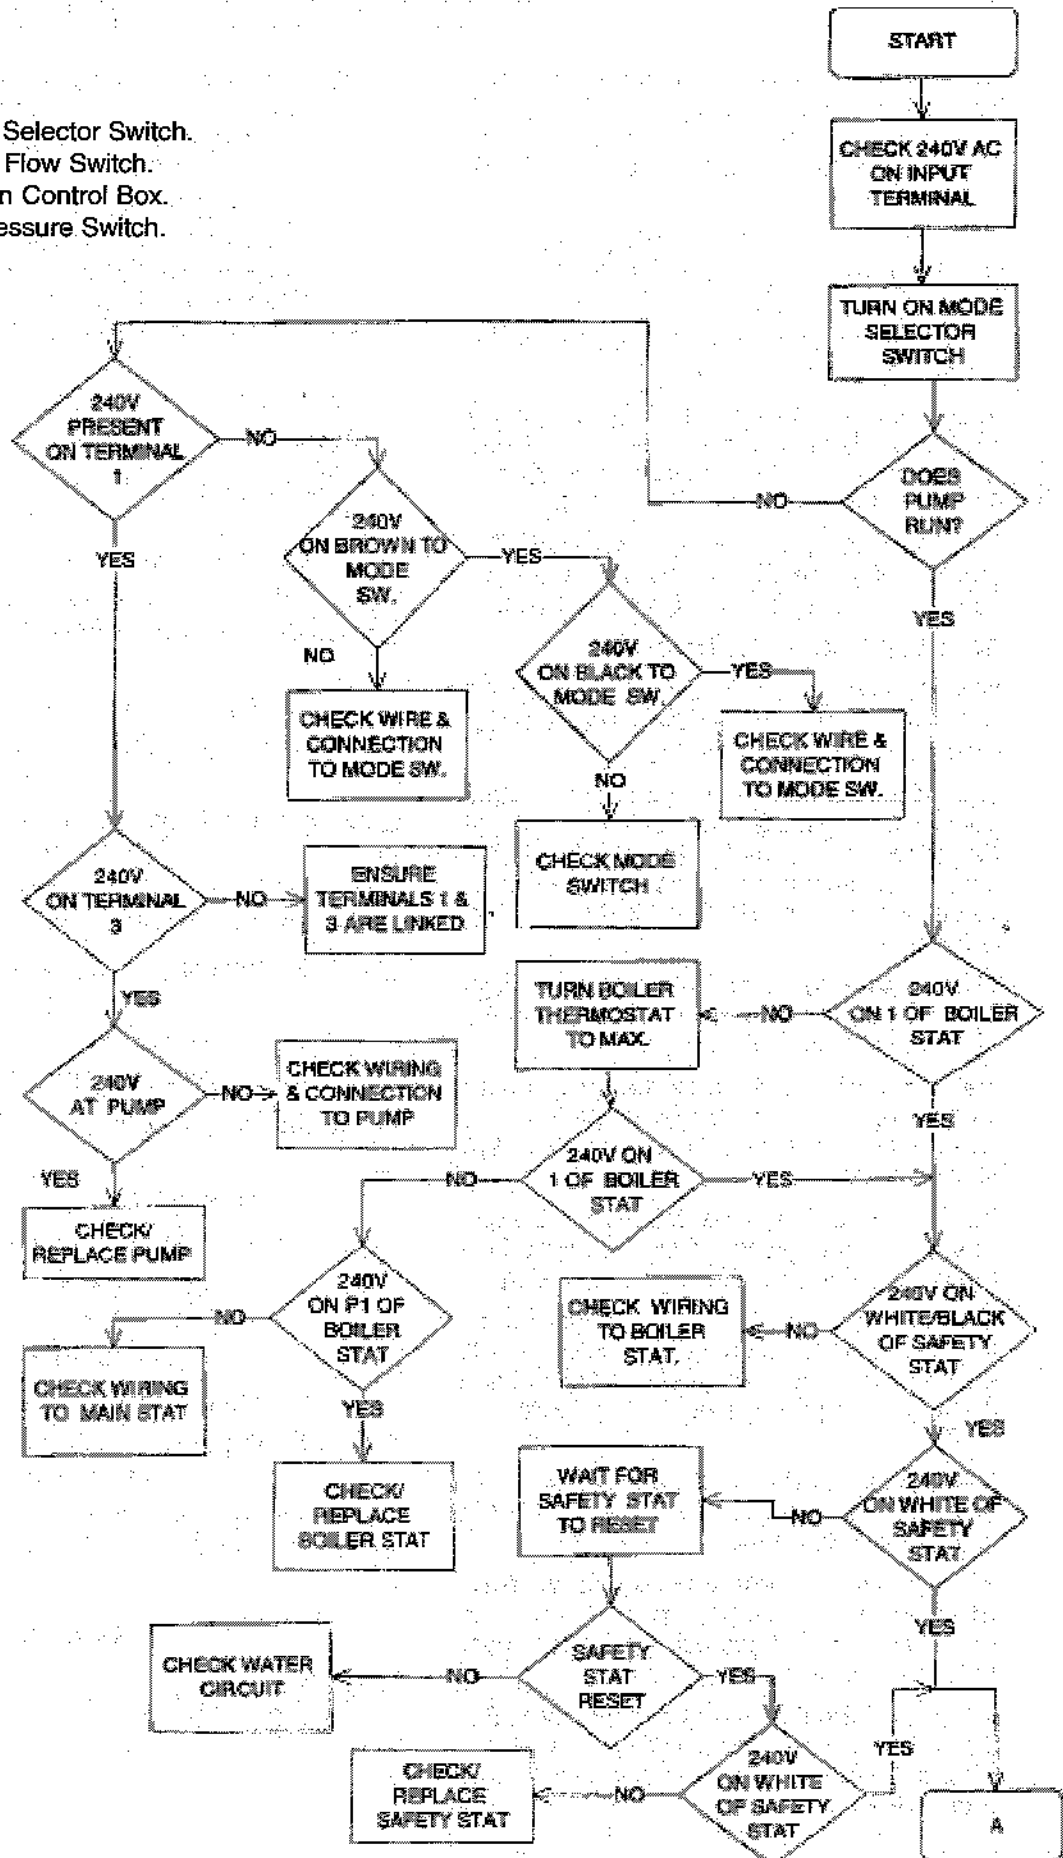 START
Selector Switch.
Flow Switch.
n Control Box.
essure Switch.
CHECK 240V AC
ON INPUT
TERMINAL
TURN ON MODE
SELECTOR
SWITCH
DOES
PUMP
RUN?
NO
YES
240V
PRESENT
ON TERMINAL
1
NO
YES
240V
ON BROWN TO
MODE
SW.
YES
NO
CHECK WIRE &
CONNECTION
TO MODE SW.
240V
ON BLACK TO
MODE SW.
YES
NO
CHECK WIRE &
CONNECTION
TO MODE SW.
CHECK MODE
SWITCH
240V
ON TERMINAL
3
NO
YES
ENSURE
TERMINALS 1 &
3 ARE LINKED
240V
AT PUMP
NO
YES
CHECK WIRING
& CONNECTION
TO PUMP
CHECK/
REPLACE PUMP
240V
ON 1 OF BOILER
STAT
NO
YES
TURN BOILER
THERMOSTAT
TO MAX.
240V ON
1 OF BOILER
STAT
NO
YES
240V
ON P1 OF
BOILER
STAT
NO
YES
CHECK WIRING
TO MAIN STAT
CHECK/
REPLACE
BOILER STAT
240V ON
WHITE/BLACK
OF SAFETY
STAT
NO
YES
CHECK WIRING
TO BOILER
STAT.
240V
ON WHITE OF
SAFETY
STAT
NO
YES
WAIT FOR
SAFETY STAT
TO RESET
SAFETY
STAT
RESET
NO
YES
CHECK WATER
CIRCUIT
240V
ON WHITE
OF SAFETY
STAT
NO
YES
CHECK/
REPLACE
SAFETY STAT
A